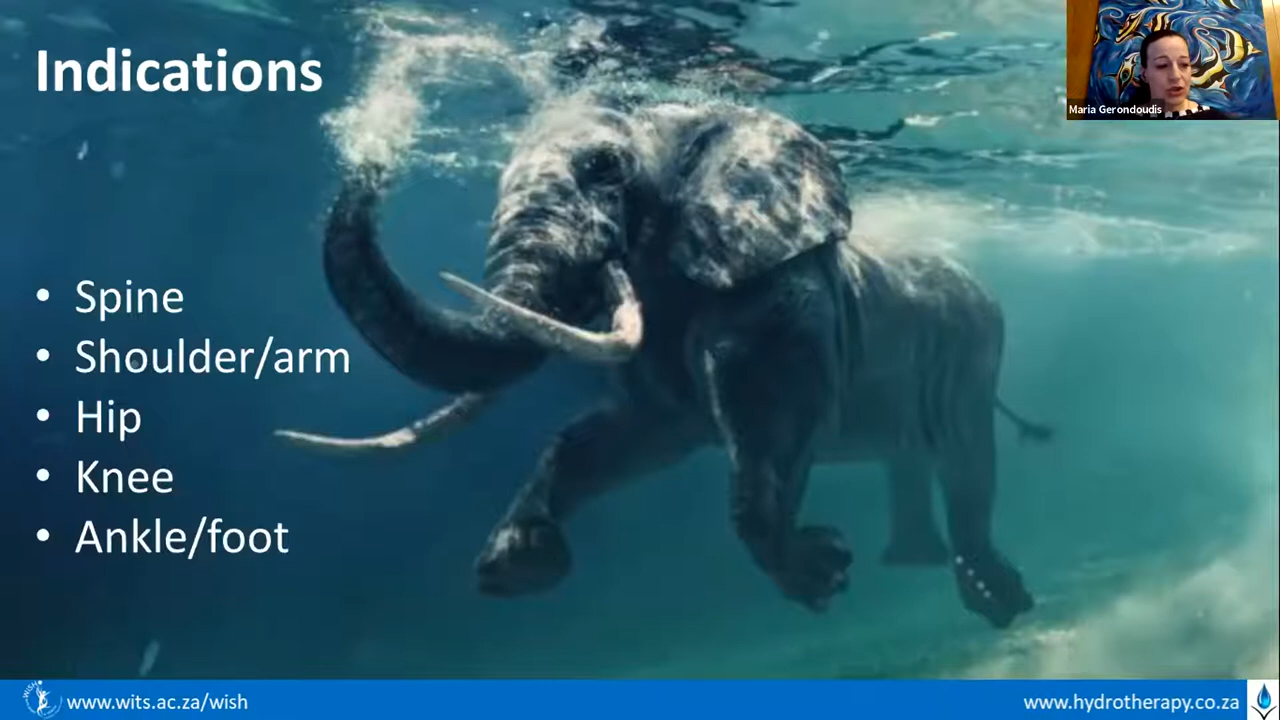 Indications
Maria Gerondoudis
• Spine
• Shoulder/arm
• Hip
• Knee
• Ankle/foot
www.wits.ac.za/wish
www.hydrotherapy.co.za